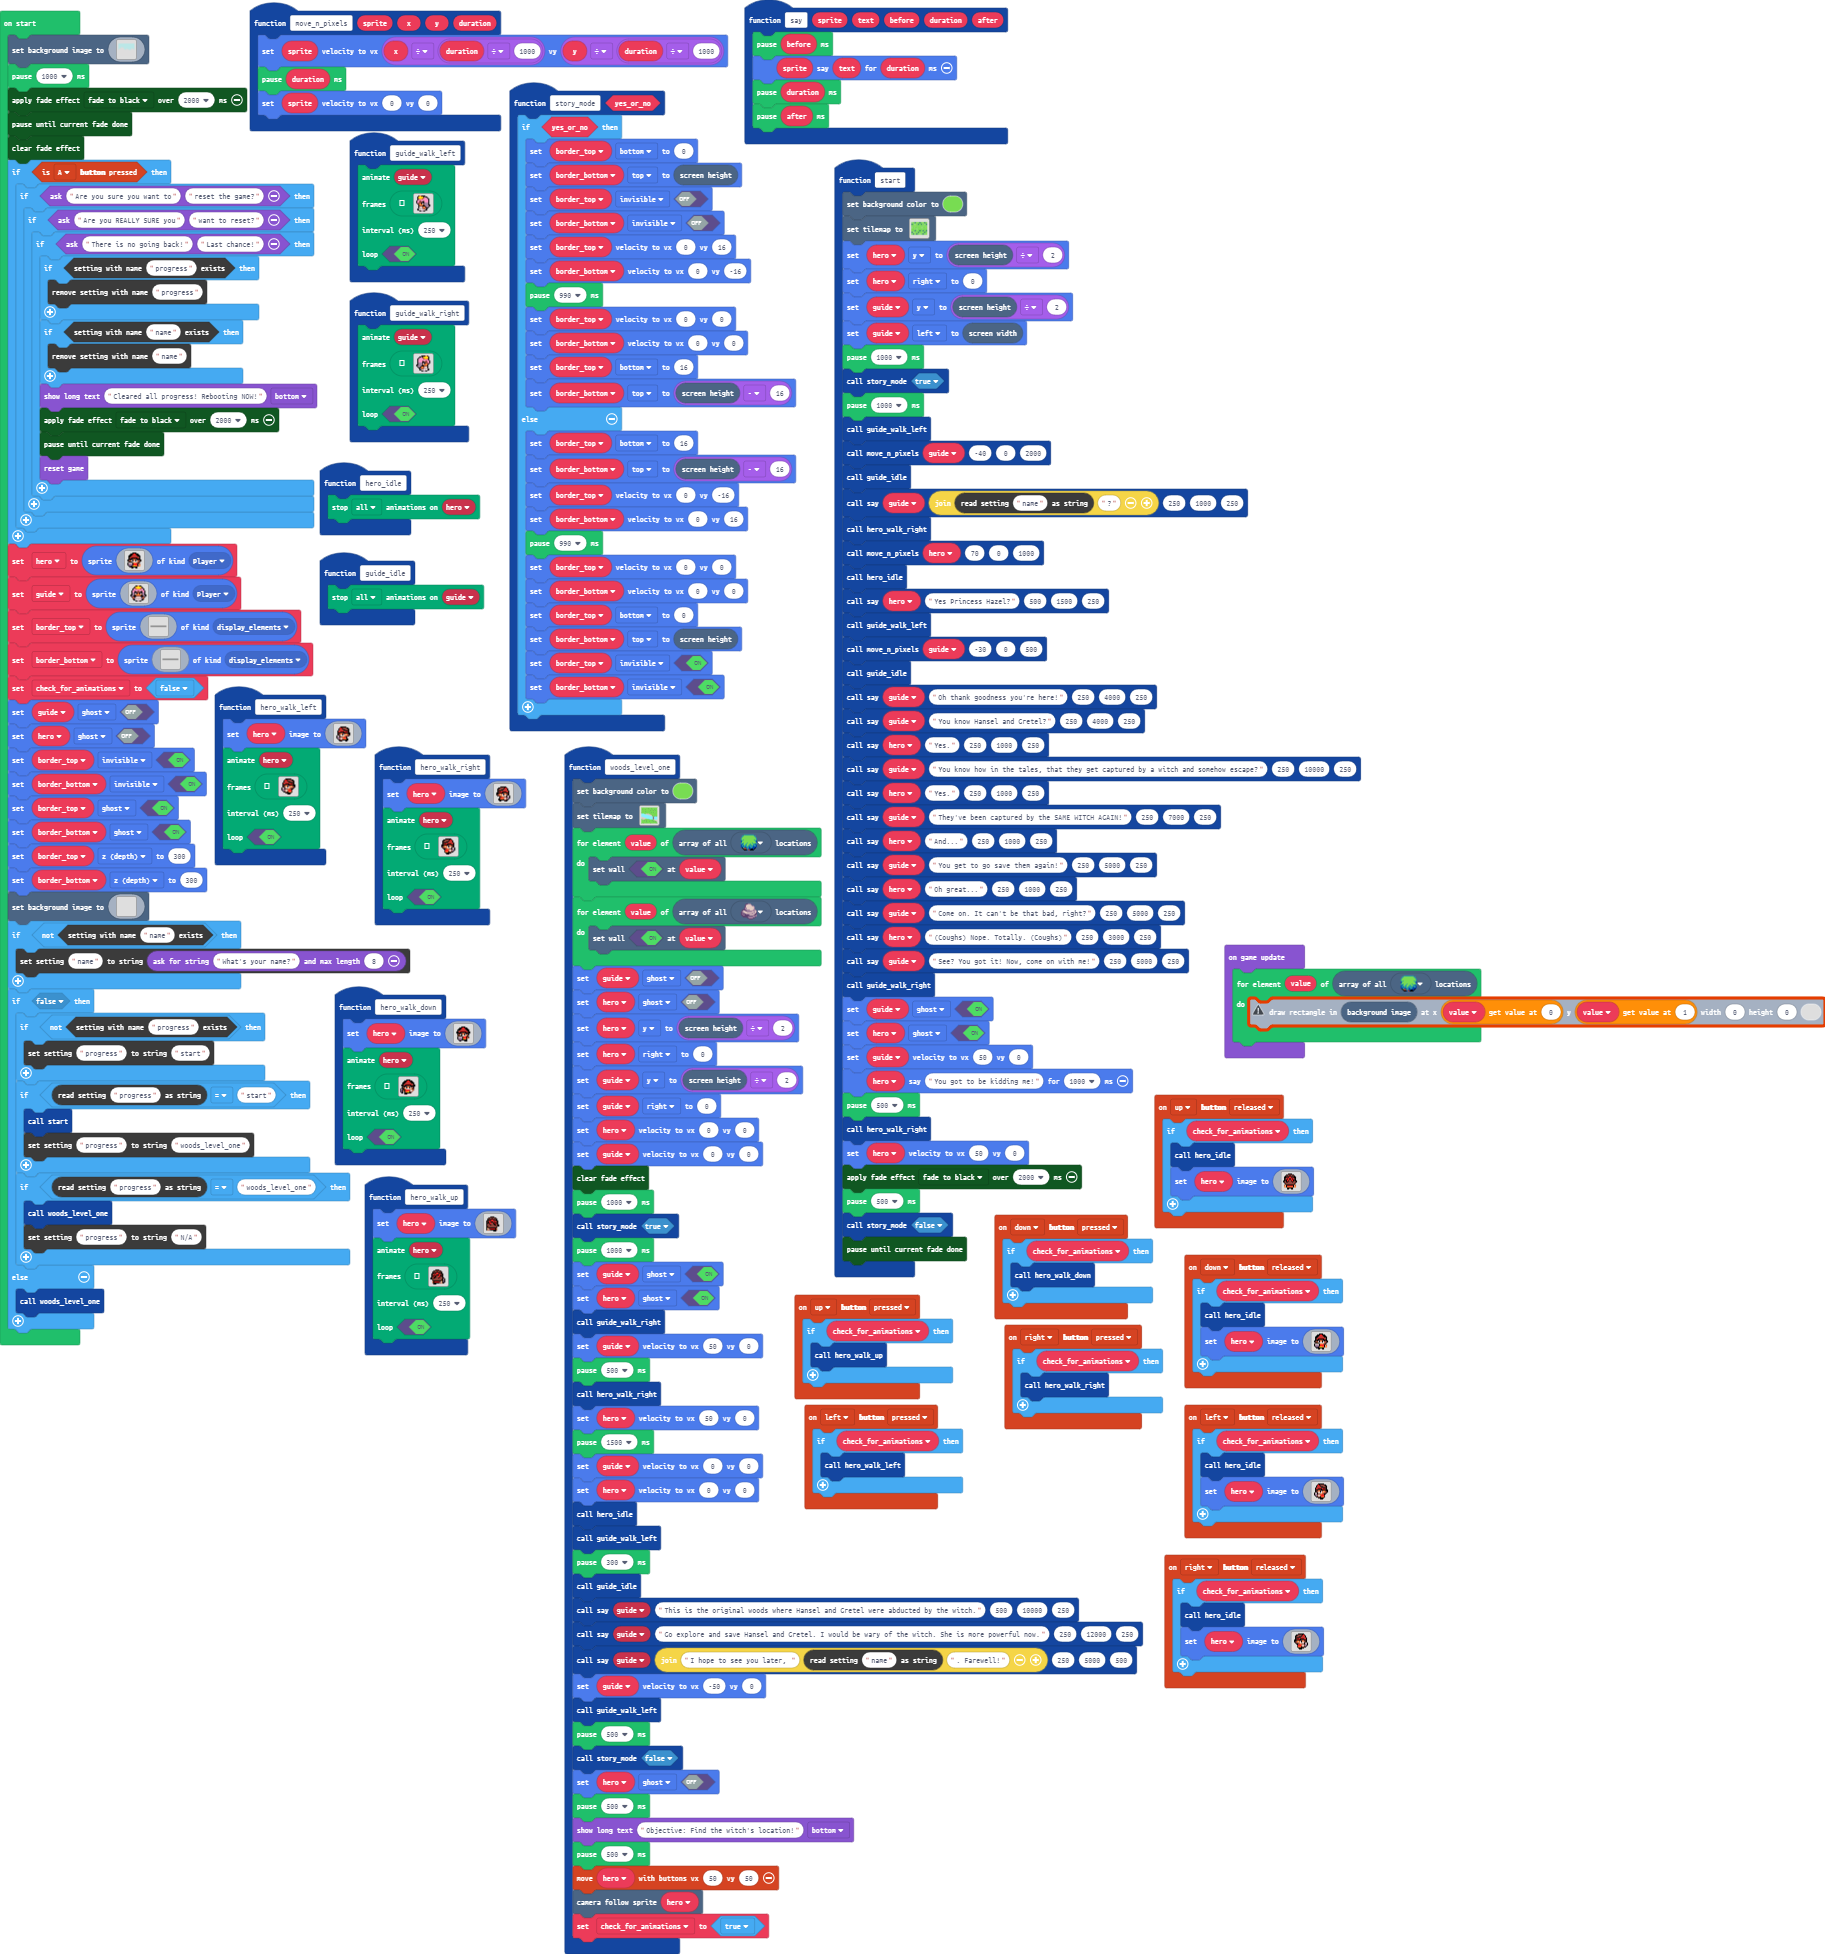 on start
set background image to
pause 1000 ms
apply fade effect fade to black over 2000 ms
pause until current fade done
clear fade effect
if is A button pressed then
if ask "Are you sure you want to" "reset the game?" then
if ask "Are you REALLY SURE you" "want to reset?" then
if ask "There is no going back!" "Last chance!" then
if setting with name "progress" exists then
remove setting with name "progress"
if setting with name "name" exists then
remove setting with name "name"
show long text "Cleared all progress! Rebooting NOW!" bottom
apply fade effect fade to black over 2000 ms
pause until current fade done
reset game
set hero to sprite of kind Player
set guide to sprite of kind Player
set border_top to sprite of kind display_elements
set border_bottom to sprite of kind display_elements
set check_for_animations to false
set guide ghost OFF
set hero ghost OFF
set border_top invisible ON
set border_bottom invisible ON
set border_top ghost ON
set border_bottom ghost ON
set border_top z (depth) to 300
set border_bottom z (depth) to 300
set background image to
if not setting with name "name" exists then
set setting "name" to string ask for string "What's your name?" and max length 8
if false then
if not setting with name "progress" exists then
set setting "progress" to string "start"
if read setting "progress" as string = "start" then
call start
set setting "progress" to string "woods_level_one"
if read setting "progress" as string = "woods_level_one" then
call woods_level_one
set setting "progress" to string "N/A"
else
call woods_level_one
function move_n_pixels sprite x y duration
set sprite velocity to vx x ÷ duration ÷ 1000 vy y ÷ duration ÷ 1000
pause duration ms
set sprite velocity to vx 0 vy 0
function guide_walk_left
animate guide
frames
interval (ms) 250
loop ON
function guide_walk_right
animate guide
frames
interval (ms) 250
loop ON
function hero_idle
stop all animations on hero
function guide_idle
stop all animations on guide
function hero_walk_left
set hero image to
animate hero
frames
interval (ms) 250
loop ON
function hero_walk_right
set hero image to
animate hero
frames
interval (ms) 250
loop ON
function hero_walk_down
set hero image to
animate hero
frames
interval (ms) 250
loop ON
function hero_walk_up
set hero image to
animate hero
frames
interval (ms) 250
loop ON
function story_mode yes_or_no
if yes_or_no then
set border_top bottom to 0
set border_bottom top to screen height
set border_top invisible OFF
set border_bottom invisible OFF
set border_top velocity to vx 0 vy 16
set border_bottom velocity to vx 0 vy -16
pause 990 ms
set border_top velocity to vx 0 vy 0
set border_bottom velocity to vx 0 vy 0
set border_top bottom to 16
set border_bottom top to screen height - 16
else
set border_top bottom to 16
set border_bottom top to screen height - 16
set border_top velocity to vx 0 vy -16
set border_bottom velocity to vx 0 vy 16
pause 990 ms
set border_top velocity to vx 0 vy 0
set border_bottom velocity to vx 0 vy 0
set border_top bottom to 0
set border_bottom top to screen height
set border_top invisible ON
set border_bottom invisible ON
function woods_level_one
set background color to
set tilemap to
for element value of array of all locations
do set wall ON at value
for element value of array of all locations
do set wall ON at value
set guide ghost OFF
set hero ghost OFF
set hero y to screen height ÷ 2
set hero right to 0
set guide y to screen height ÷ 2
set guide right to 0
set hero velocity to vx 0 vy 0
set guide velocity to vx 0 vy 0
clear fade effect
pause 1000 ms
call story_mode true
pause 1000 ms
set guide ghost ON
set hero ghost ON
call guide_walk_right
set guide velocity to vx 50 vy 0
pause 500 ms
call hero_walk_right
set hero velocity to vx 50 vy 0
pause 1500 ms
set guide velocity to vx 0 vy 0
set hero velocity to vx 0 vy 0
call hero_idle
call guide_walk_left
pause 300 ms
call guide_idle
call say guide "This is the original woods where Hansel and Gretel were abducted by the witch." 500 10000 250
call say guide "Go explore and save Hansel and Gretel. I would be wary of the witch. She is more powerful now." 250 12000 250
call say guide join "I hope to see you later, " read setting "name" as string ". Farewell!" 250 5000 500
set guide velocity to vx -50 vy 0
call guide_walk_left
pause 500 ms
call story_mode false
set hero ghost OFF
pause 500 ms
show long text "Objective: Find the witch's location!" bottom
pause 500 ms
move hero with buttons vx 50 vy 50
camera follow sprite hero
set check_for_animations to true
function say sprite text before duration after
pause before ms
sprite say text for duration ms
pause duration ms
pause after ms
function start
set background color to
set tilemap to
set hero y to screen height ÷ 2
set hero right to 0
set guide y to screen height ÷ 2
set guide left to screen width
pause 1000 ms
call story_mode true
pause 1000 ms
call guide_walk_left
call move_n_pixels guide -40 0 2000
call guide_idle
call say guide join read setting "name" as string "?" 250 1000 250
call hero_walk_right
call move_n_pixels hero 70 0 1000
call hero_idle
call say hero "Yes Princess Hazel?" 500 1500 250
call guide_walk_left
call move_n_pixels guide -30 0 500
call guide_idle
call say guide "Oh thank goodness you're here!" 250 4000 250
call say guide "You know Hansel and Gretel?" 250 4000 250
call say hero "Yes." 250 1000 250
call say guide "You know how in the tales, that they get captured by a witch and somehow escape?" 250 10000 250
call say hero "Yes." 250 1000 250
call say guide "They've been captured by the SAME WITCH AGAIN!" 250 7000 250
call say hero "And..." 250 1000 250
call say guide "You get to go save them again!" 250 5000 250
call say hero "Oh great..." 250 1000 250
call say guide "Come on. It can't be that bad, right?" 250 5000 250
call say hero "(Coughs) Nope. Totally. (Coughs)" 250 3000 250
call say guide "See? You got it! Now, come on with me!" 250 5000 250
call guide_walk_right
set guide ghost ON
set hero ghost ON
set guide velocity to vx 50 vy 0
hero say "You got to be kidding me!" for 1000 ms
pause 500 ms
call hero_walk_right
set hero velocity to vx 50 vy 0
apply fade effect fade to black over 2000 ms
pause 500 ms
call story_mode false
pause until current fade done
on up button pressed
if check_for_animations then
call hero_walk_up
on left button pressed
if check_for_animations then
call hero_walk_left
on down button pressed
if check_for_animations then
call hero_walk_down
on right button pressed
if check_for_animations then
call hero_walk_right
on game update
for element value of array of all locations
do draw rectangle in background image at x value get value at 0 y value get value at 1 width 0 height 0
on up button released
if check_for_animations then
call hero_idle
set hero image to
on down button released
if check_for_animations then
call hero_idle
set hero image to
on left button released
if check_for_animations then
call hero_idle
set hero image to
on right button released
if check_for_animations then
call hero_idle
set hero image to